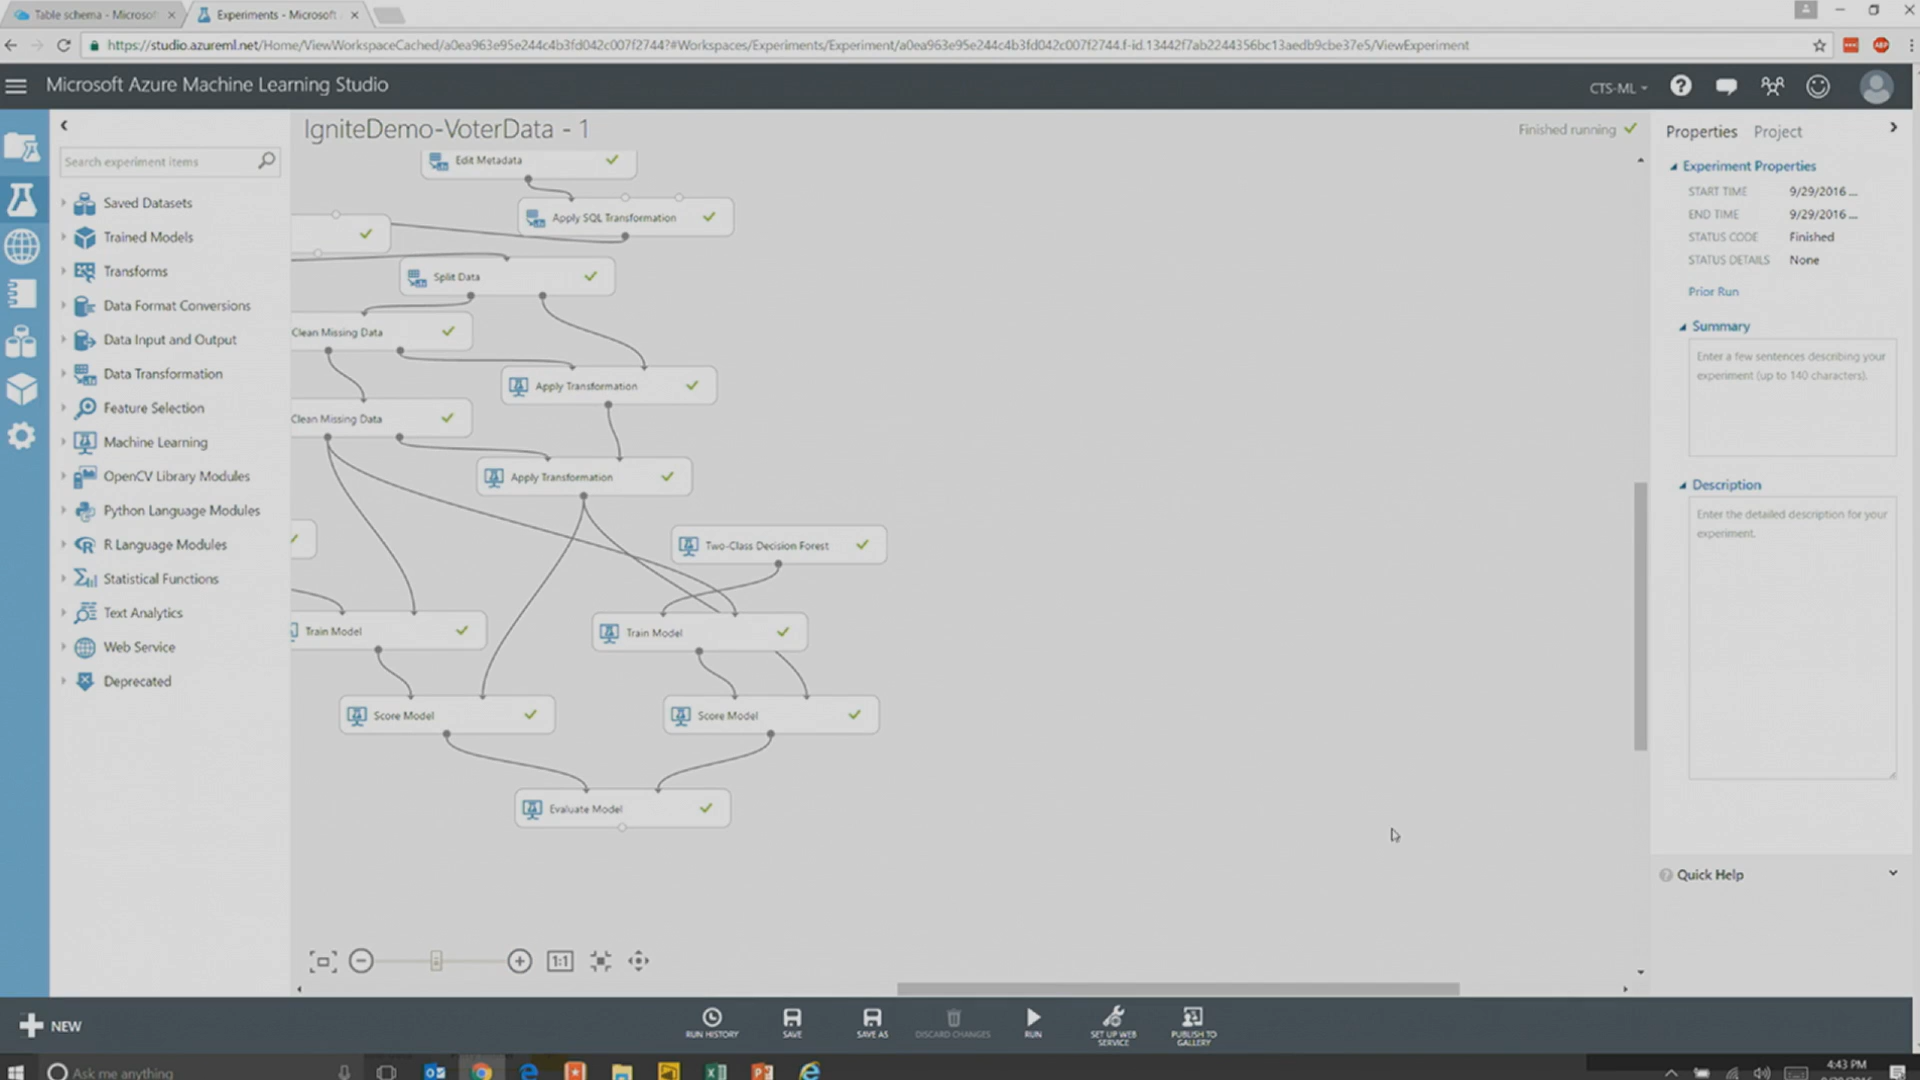 Table schema - Microsof
Experiments - Microsoft
https://studio.azureml.net/Home/ViewWorkspaceCached/a0ea963e95e244c4b3fd042c007f2744?#Workspaces/Experiments/Experiment/a0ea963e95e244c4b3fd042c007f2744.f-id.13442f7ab2244356bc13aedb9cbe37e5/ViewExperiment
ABP
Microsoft Azure Machine Learning Studio
CTS-ML
IgniteDemo-VoterData - 1
Finished running
Properties
Project
Search experiment items
Saved Datasets
Trained Models
Transforms
Data Format Conversions
Data Input and Output
Data Transformation
Feature Selection
Machine Learning
OpenCV Library Modules
Python Language Modules
R Language Modules
Statistical Functions
Text Analytics
Web Service
Deprecated
Edit Metadata
Apply SQL Transformation
Split Data
Clean Missing Data
Apply Transformation
Clean Missing Data
Apply Transformation
Two-Class Decision Forest
Train Model
Train Model
Score Model
Score Model
Evaluate Model
Experiment Properties
START TIME 9/29/2016 ...
END TIME 9/29/2016 ...
STATUS CODE Finished
STATUS DETAILS None
Prior Run
Summary
Enter a few sentences describing your
experiment (up to 140 characters).
Description
Enter the detailed description for your
experiment.
Quick Help
1:1
NEW
RUN HISTORY
SAVE
SAVE AS
DISCARD CHANGES
RUN
SET UP WEB
SERVICE
PUBLISH TO
GALLERY
Ask me anything
4:43 PM